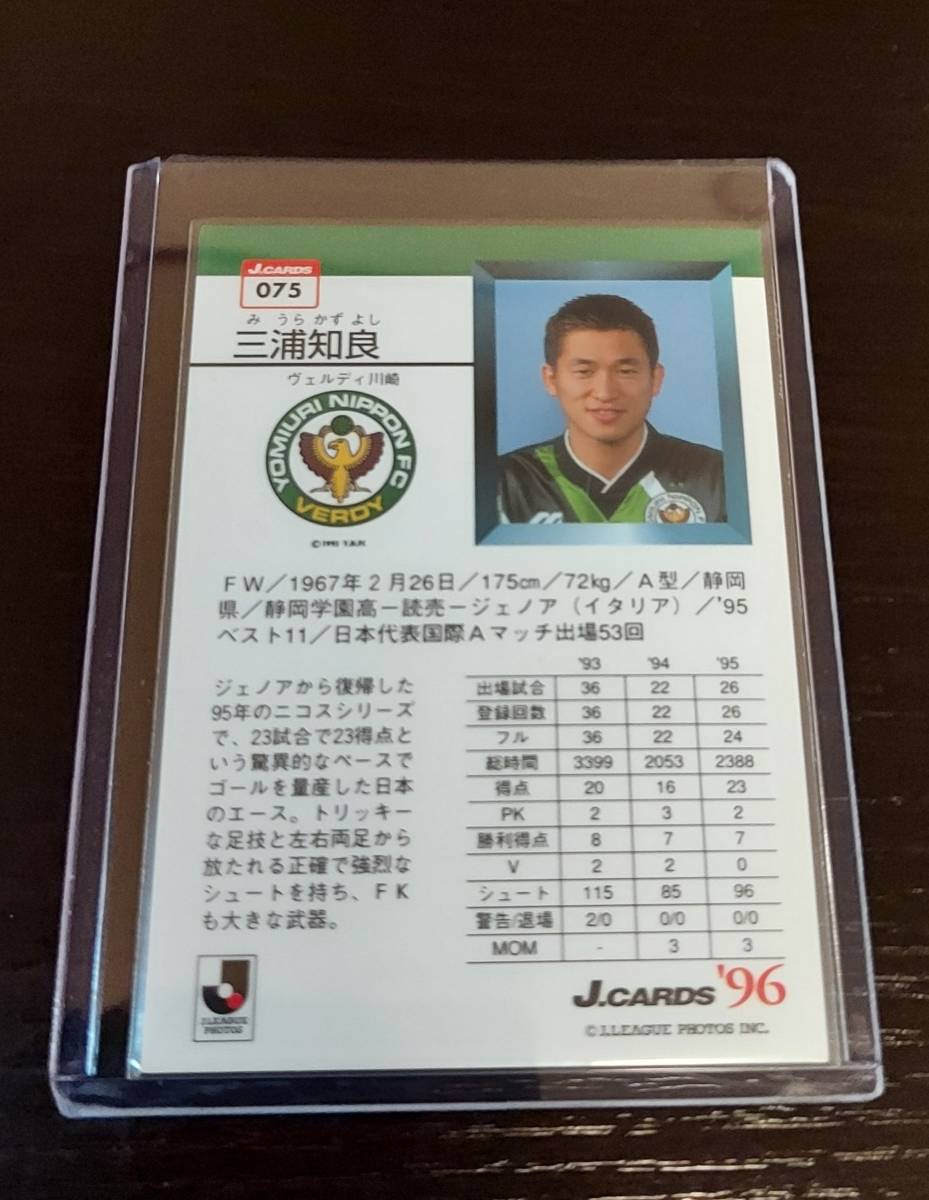 J.CARDS
075
み うら かず よし
三浦知良
ヴェルディ川崎
YOMIURI NIPPON FC
VERDY
ＦＷ／1967年２月26日／175㎝／72㎏／Ａ型／静岡
県／静岡学園高－読売－ジェノア（イタリア）／'95
ベスト11／日本代表国際Ａマッチ出場53回
ジェノアから復帰した
95年のニコスシリーズ
で、23試合で23得点と
いう驚異的なペースで
ゴールを量産した日本
のエース。トリッキー
な足技と左右両足から
放たれる正確で強烈な
シュートを持ち、ＦＫ
も大きな武器。
'93 '94 '95
出場試合 36 22 26
登録回数 36 22 26
フル 36 22 24
総時間 3399 2053 2388
得点 20 16 23
PK 2 3 2
勝利得点 8 7 7
V 2 2 0
シュート 115 85 96
警告/退場 2/0 0/0 0/0
MOM - 3 3
J.LEAGUE
PHOTOS
J.CARDS '96
©J.LEAGUE PHOTOS INC.